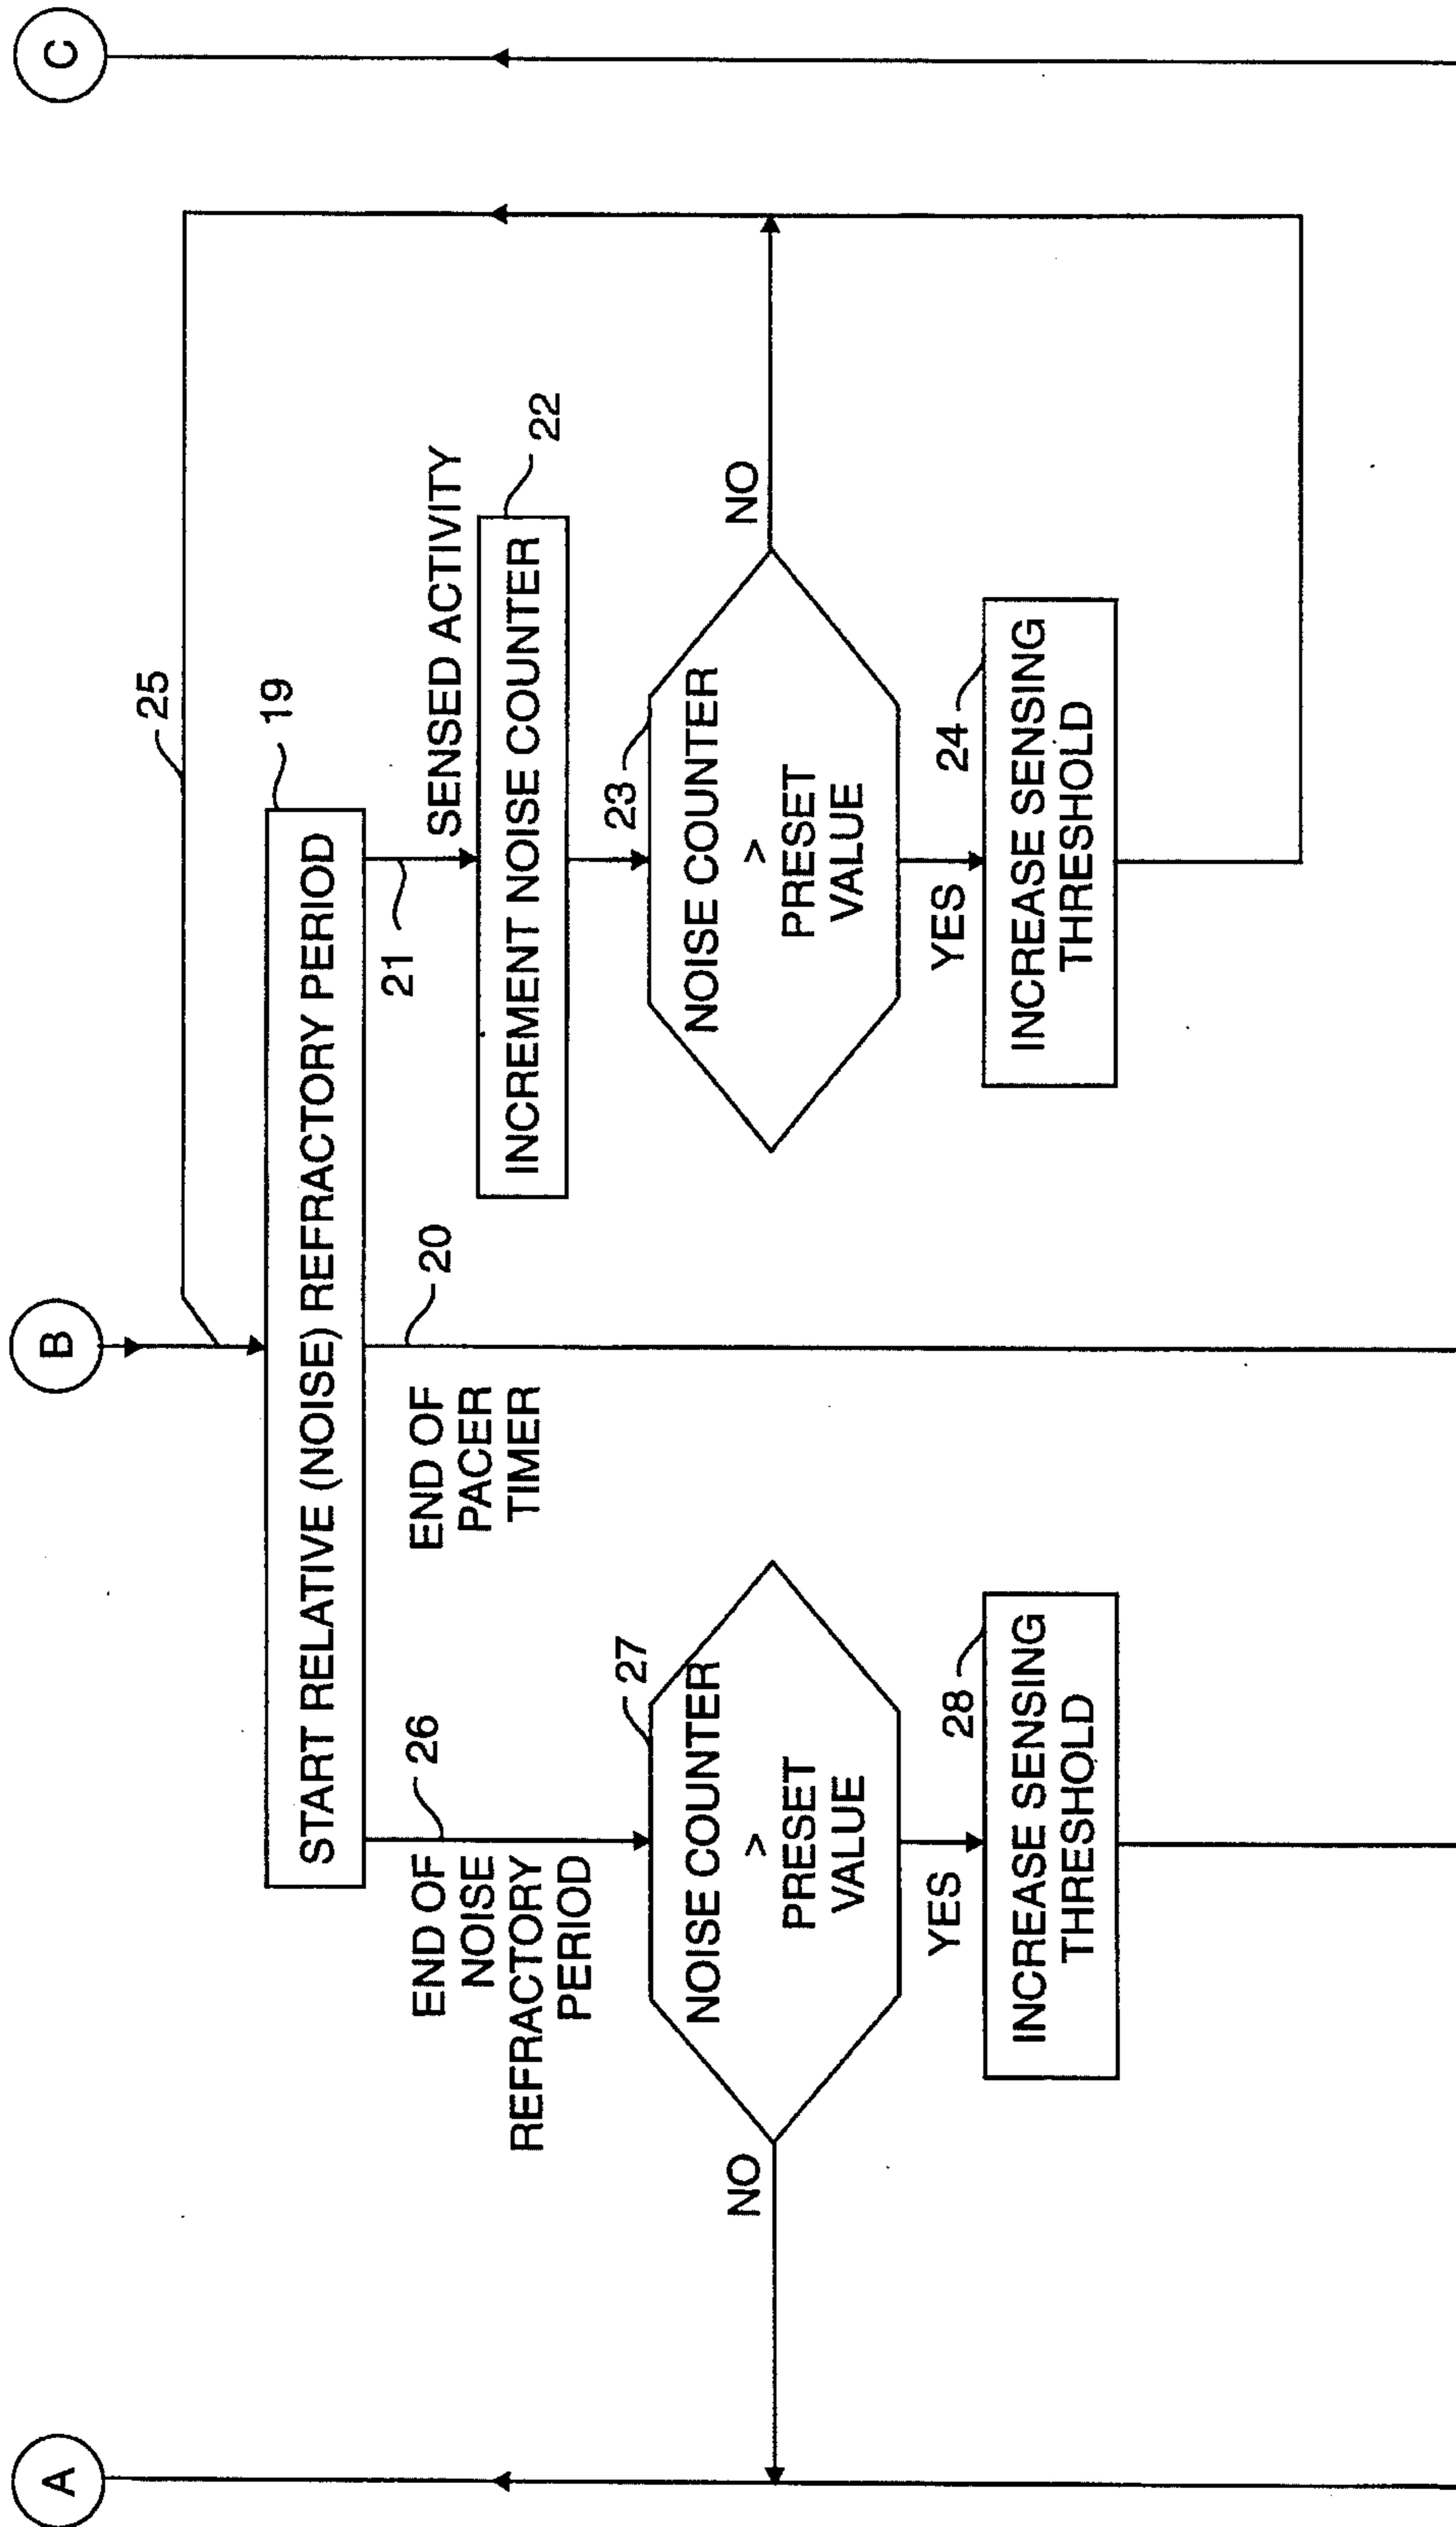 A
B
C
25
19
START RELATIVE (NOISE) REFRACTORY PERIOD
26
END OF
NOISE
REFRACTORY
PERIOD
20
END OF
PACER
TIMER
21
SENSED ACTIVITY
22
INCREMENT NOISE COUNTER
27
NOISE COUNTER
>
PRESET
VALUE
NO
YES
28
INCREASE SENSING
THRESHOLD
23
NOISE COUNTER
>
PRESET
VALUE
NO
YES
24
INCREASE SENSING
THRESHOLD